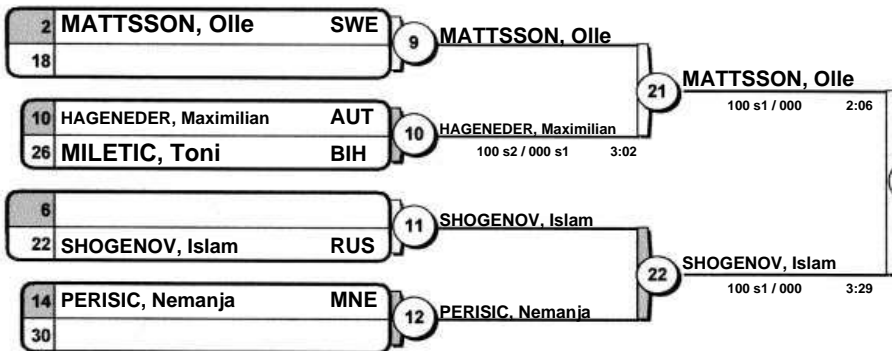 2 MATTSSON, Olle SWE
18
9 MATTSSON, Olle
10 HAGENEDER, Maximilian AUT
26 MILETIC, Toni BIH
10 HAGENEDER, Maximilian
100 s2 / 000 s1 3:02
21 MATTSSON, Olle
100 s1 / 000 2:06
6
22 SHOGENOV, Islam RUS
11 SHOGENOV, Islam
14 PERISIC, Nemanja MNE
30
12 PERISIC, Nemanja
22 SHOGENOV, Islam
100 s1 / 000 3:29